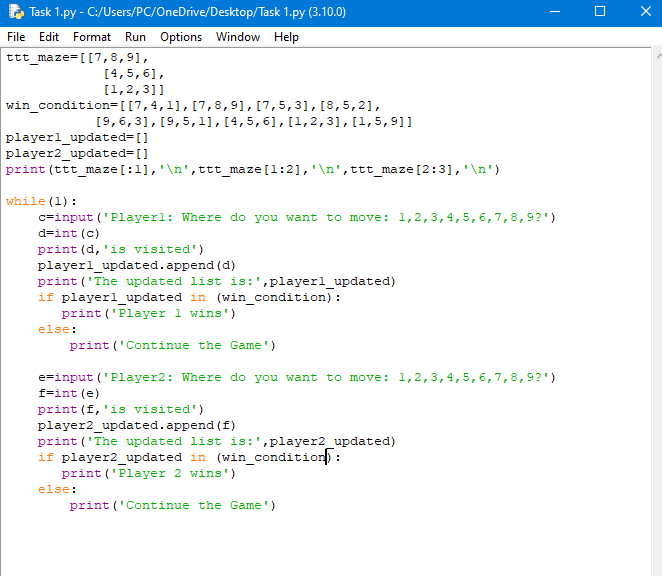 Task 1.py - C:/Users/PC/OneDrive/Desktop/Task 1.py (3.10.0)
File Edit Format Run Options Window Help
ttt_maze=[[7,8,9],
[4,5,6],
[1,2,3]]
win_condition=[[7,4,1],[7,8,9],[7,5,3],[8,5,2],
[9,6,3],[9,5,1],[4,5,6],[1,2,3],[1,5,9]]
player1_updated=[]
player2_updated=[]
print(ttt_maze[:1],'\n',ttt_maze[1:2],'\n',ttt_maze[2:3],'\n')
while(1):
c=input('Player1: Where do you want to move: 1,2,3,4,5,6,7,8,9?')
d=int(c)
print(d,'is visited')
player1_updated.append(d)
print('The updated list is:',player1_updated)
if player1_updated in (win_condition):
print('Player 1 wins')
else:
print('Continue the Game')
e=input('Player2: Where do you want to move: 1,2,3,4,5,6,7,8,9?')
f=int(e)
print(f,'is visited')
player2_updated.append(f)
print('The updated list is:',player2_updated)
if player2_updated in (win_condition):
print('Player 2 wins')
else:
print('Continue the Game')